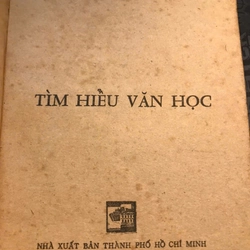 TÌM HIỂU VĂN HỌC
NHÀ XUẤT BẢN THÀNH PHỐ HỒ CHÍ MINH